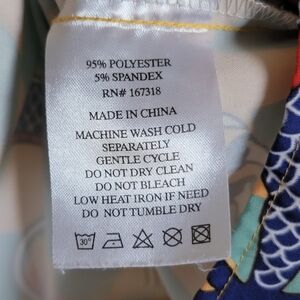 95% POLYESTER
5% SPANDEX
RN# 167318
MADE IN CHINA
MACHINE WASH COLD
SEPARATELY
GENTLE CYCLE
DO NOT DRY CLEAN
DO NOT BLEACH
LOW HEAT IRON IF NEED
DO NOT TUMBLE DRY
30°